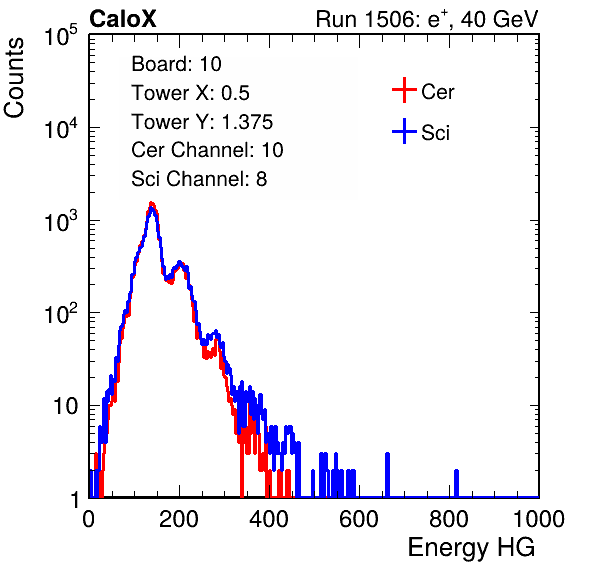 CaloX Run 1506: e⁺, 40 GeV
Counts
Board: 10
Tower X: 0.5
Tower Y: 1.375
Cer Channel: 10
Sci Channel: 8
Cer
Sci
10⁵
10⁴
10³
10²
10
1
0 200 400 600 800 1000
Energy HG